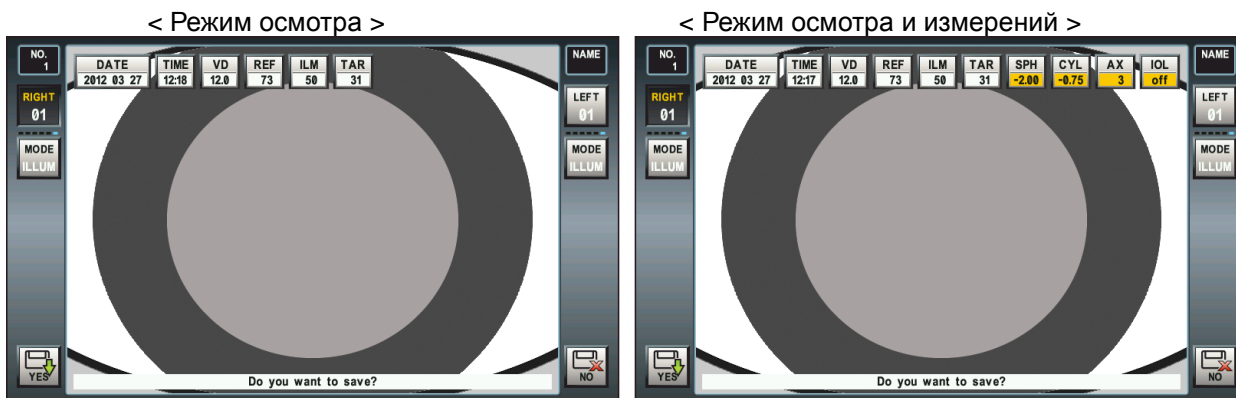 < Режим осмотра >
NO.
1
DATE TIME VD REF ILM TAR
2012 03 27 12:18 12.0 73 50 31
NAME
RIGHT
01
LEFT
01
MODE
ILLUM
MODE
ILLUM
YES
Do you want to save?
NO
< Режим осмотра и измерений >
NO.
1
DATE TIME VD REF ILM TAR SPH CYL AX IOL
2012 03 27 12:17 12.0 73 50 31 -2.00 -0.75 3 off
NAME
RIGHT
01
LEFT
01
MODE
ILLUM
MODE
ILLUM
YES
Do you want to save?
NO